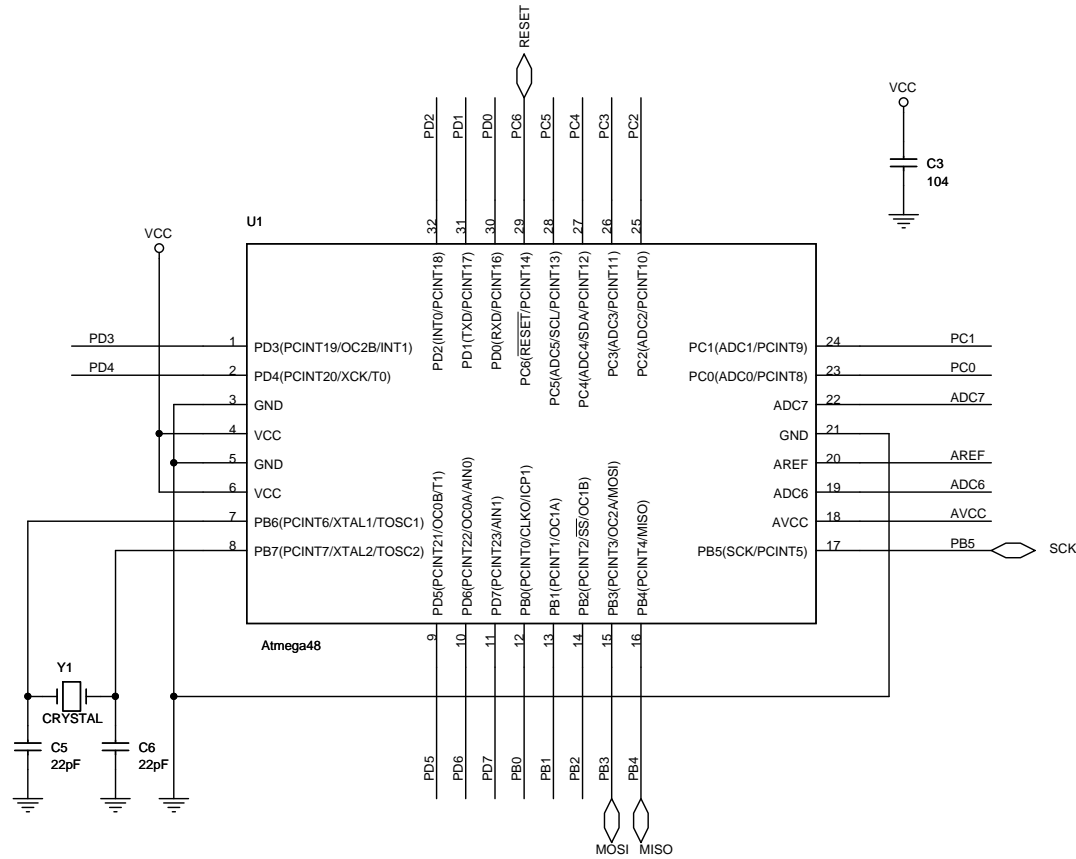 RESET
PD2
PD1
PD0
PC6
PC5
PC4
PC3
PC2
VCC
C3
104
U1
32
31
30
29
28
27
26
25
VCC
PD2(INT0/PCINT18)
PD1(TXD/PCINT17)
PD0(RXD/PCINT16)
PC6(RESET/PCINT14)
PC5(ADC5/SCL/PCINT13)
PC4(ADC4/SDA/PCINT12)
PC3(ADC3/PCINT11)
PC2(ADC2/PCINT10)
PD3 1 PD3(PCINT19/OC2B/INT1)
PD4 2 PD4(PCINT20/XCK/T0)
3 GND
4 VCC
5 GND
6 VCC
7 PB6(PCINT6/XTAL1/TOSC1)
8 PB7(PCINT7/XTAL2/TOSC2)
PC1(ADC1/PCINT9) 24 PC1
PC0(ADC0/PCINT8) 23 PC0
ADC7 22 ADC7
GND 21
AREF 20 AREF
ADC6 19 ADC6
AVCC 18 AVCC
PB5(SCK/PCINT5) 17 PB5 SCK
PD5(PCINT21/OC0B/T1)
PD6(PCINT22/OC0A/AIN0)
PD7(PCINT23/AIN1)
PB0(PCINT0/CLKO/ICP1)
PB1(PCINT1/OC1A)
PB2(PCINT2/SS/OC1B)
PB3(PCINT3/OC2A/MOSI)
PB4(PCINT4/MISO)
Atmega48
9
10
11
12
13
14
15
16
Y1
CRYSTAL
C5
22pF
C6
22pF
PD5
PD6
PD7
PB0
PB1
PB2
PB3
PB4
MOSI
MISO